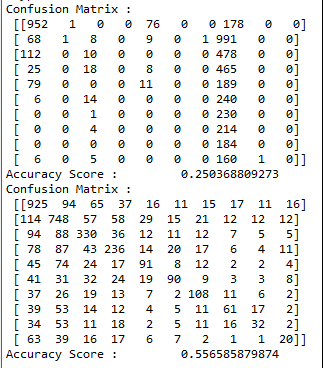 Confusion Matrix :
[[952 1 0 0 76 0 0 178 0 0]
[ 68 1 8 0 9 0 1 991 0 0]
[112 0 10 0 0 0 0 478 0 0]
[ 25 0 18 0 8 0 0 465 0 0]
[ 79 0 0 0 11 0 0 189 0 0]
[ 6 0 14 0 0 0 0 240 0 0]
[ 0 0 1 0 0 0 0 230 0 0]
[ 0 0 4 0 0 0 0 214 0 0]
[ 0 0 0 0 0 0 0 184 0 0]
[ 6 0 5 0 0 0 0 160 1 0]]
Accuracy Score : 0.250368809273
Confusion Matrix :
[[925 94 65 37 16 11 15 17 11 16]
[114 748 57 58 29 15 21 12 12 12]
[ 94 88 330 36 12 11 12 7 5 5]
[ 78 87 43 236 14 20 17 6 4 11]
[ 45 74 24 17 91 8 12 2 2 4]
[ 41 31 32 24 19 90 9 3 3 8]
[ 37 26 19 13 7 2 108 11 6 2]
[ 39 53 14 12 4 5 11 61 17 2]
[ 34 53 11 18 2 5 11 16 32 2]
[ 63 39 16 17 6 7 2 1 1 20]]
Accuracy Score : 0.556585879874